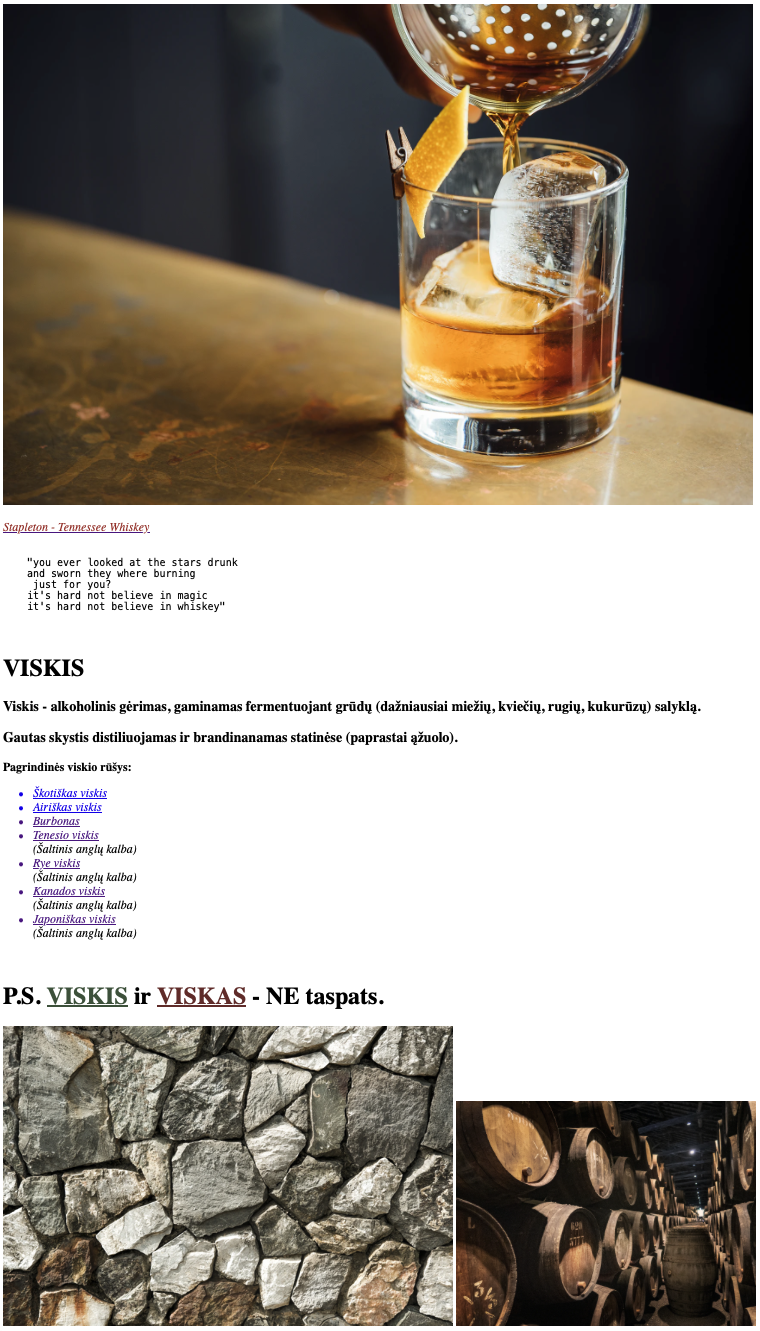 Stapleton - Tennessee Whiskey
"you ever looked at the stars drunk
and sworn they where burning
just for you?
it's hard not believe in magic
it's hard not believe in whiskey"
VISKIS
Viskis - alkoholinis gėrimas, gaminamas fermentuojant grūdų (dažniausiai miežių, kviečių, rugių, kukurūzų) salyklą.
Gautas skystis distiliuojamas ir brandinanamas statinėse (paprastai ąžuolo).
Pagrindinės viskio rūšys:
Škotiškas viskis
Airiškas viskis
Burbonas
Tenesio viskis
(Šaltinis anglų kalba)
Rye viskis
(Šaltinis anglų kalba)
Kanados viskis
(Šaltinis anglų kalba)
Japoniškas viskis
(Šaltinis anglų kalba)
P.S. VISKIS ir VISKAS - NE taspats.